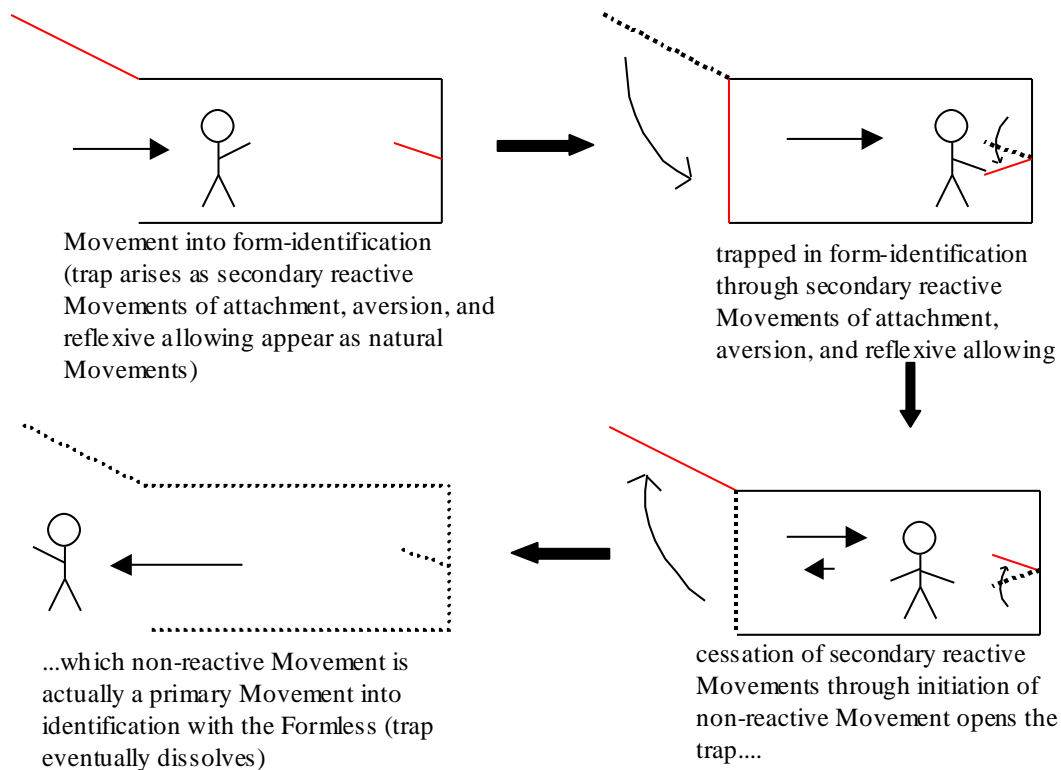 Movement into form-identification
(trap arises as secondary reactive
Movements of attachment, aversion, and
reflexive allowing appear as natural
Movements)
trapped in form-identification
through secondary reactive
Movements of attachment,
aversion, and reflexive allowing
cessation of secondary reactive
Movements through initiation of
non-reactive Movement opens the
trap....
...which non-reactive Movement is
actually a primary Movement into
identification with the Formless (trap
eventually dissolves)